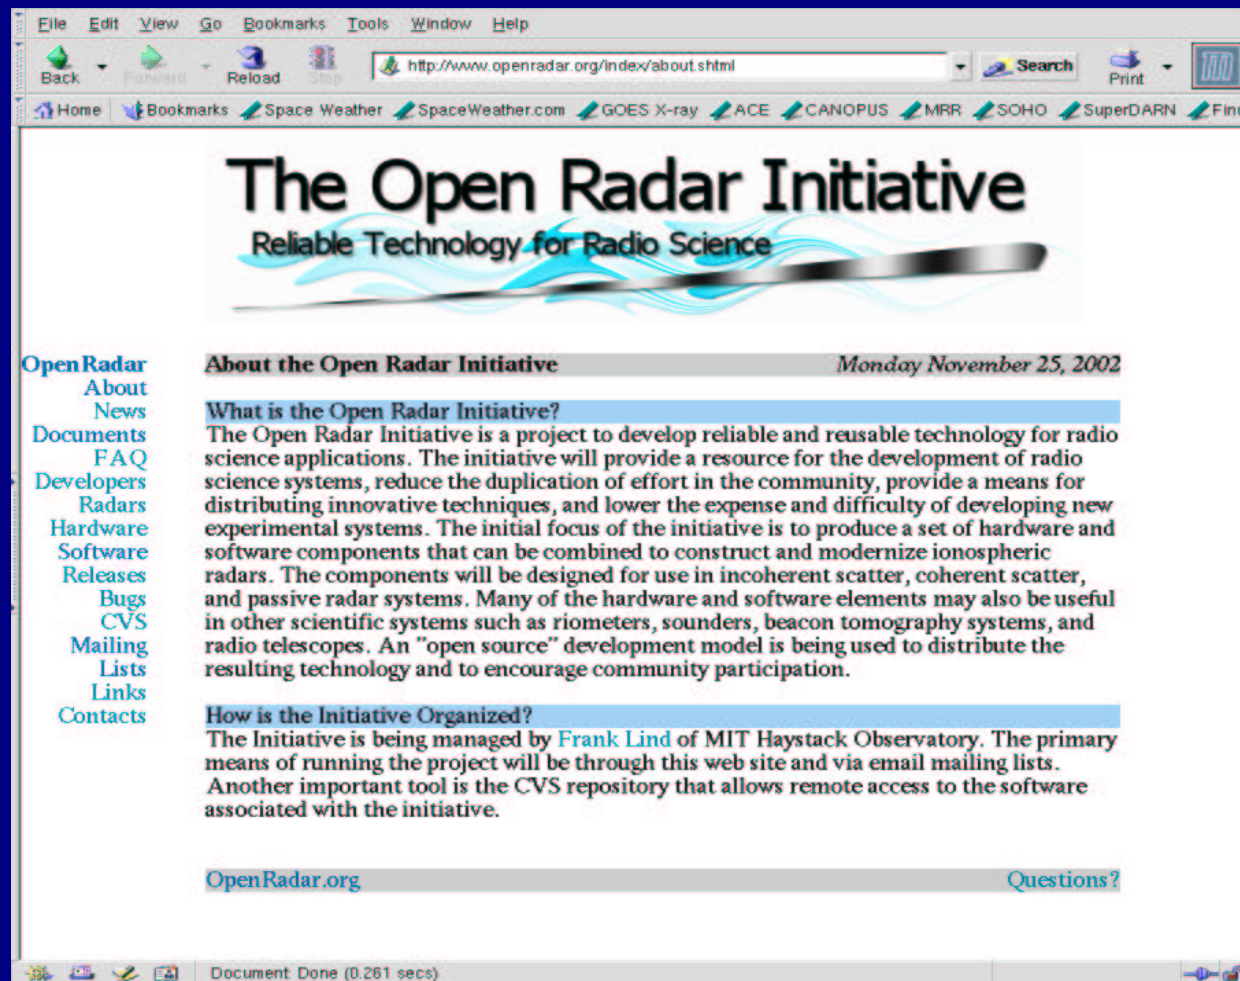 File Edit View Go Bookmarks Tools Window Help
Back Forward Reload Stop http://www.openradar.org/index/about.shtml Search Print
Home Bookmarks Space Weather SpaceWeather.com GOES X-ray ACE CANOPUS MRR SOHO SuperDARN Find
The Open Radar Initiative
Reliable Technology for Radio Science
OpenRadar
About
News
Documents
FAQ
Developers
Radars
Hardware
Software
Releases
Bugs
CVS
Mailing
Lists
Links
Contacts
About the Open Radar Initiative Monday November 25, 2002
What is the Open Radar Initiative?
The Open Radar Initiative is a project to develop reliable and reusable technology for radio
science applications. The initiative will provide a resource for the development of radio
science systems, reduce the duplication of effort in the community, provide a means for
distributing innovative techniques, and lower the expense and difficulty of developing new
experimental systems. The initial focus of the initiative is to produce a set of hardware and
software components that can be combined to construct and modernize ionospheric
radars. The components will be designed for use in incoherent scatter, coherent scatter,
and passive radar systems. Many of the hardware and software elements may also be useful
in other scientific systems such as riometers, sounders, beacon tomography systems, and
radio telescopes. An "open source" development model is being used to distribute the
resulting technology and to encourage community participation.
How is the Initiative Organized?
The Initiative is being managed by Frank Lind of MIT Haystack Observatory. The primary
means of running the project will be through this web site and via email mailing lists.
Another important tool is the CVS repository that allows remote access to the software
associated with the initiative.
OpenRadar.org Questions?
Document: Done (0.261 secs)